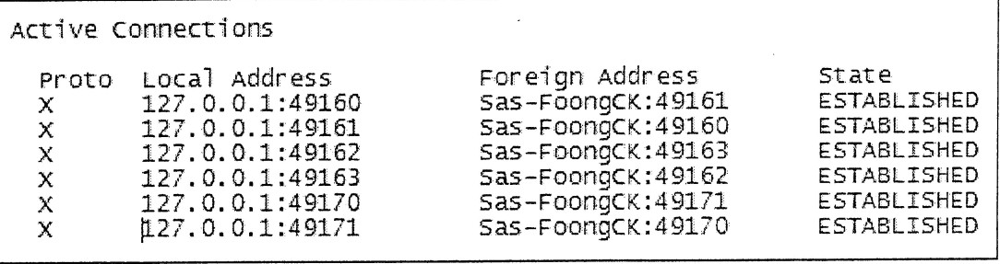 Active Connections
Proto Local Address Foreign Address State
X 127.0.0.1:49160 Sas-FoongCK:49161 ESTABLISHED
X 127.0.0.1:49161 Sas-FoongCK:49160 ESTABLISHED
X 127.0.0.1:49162 Sas-FoongCK:49163 ESTABLISHED
X 127.0.0.1:49163 Sas-FoongCK:49162 ESTABLISHED
X 127.0.0.1:49170 Sas-FoongCK:49171 ESTABLISHED
X 127.0.0.1:49171 Sas-FoongCK:49170 ESTABLISHED